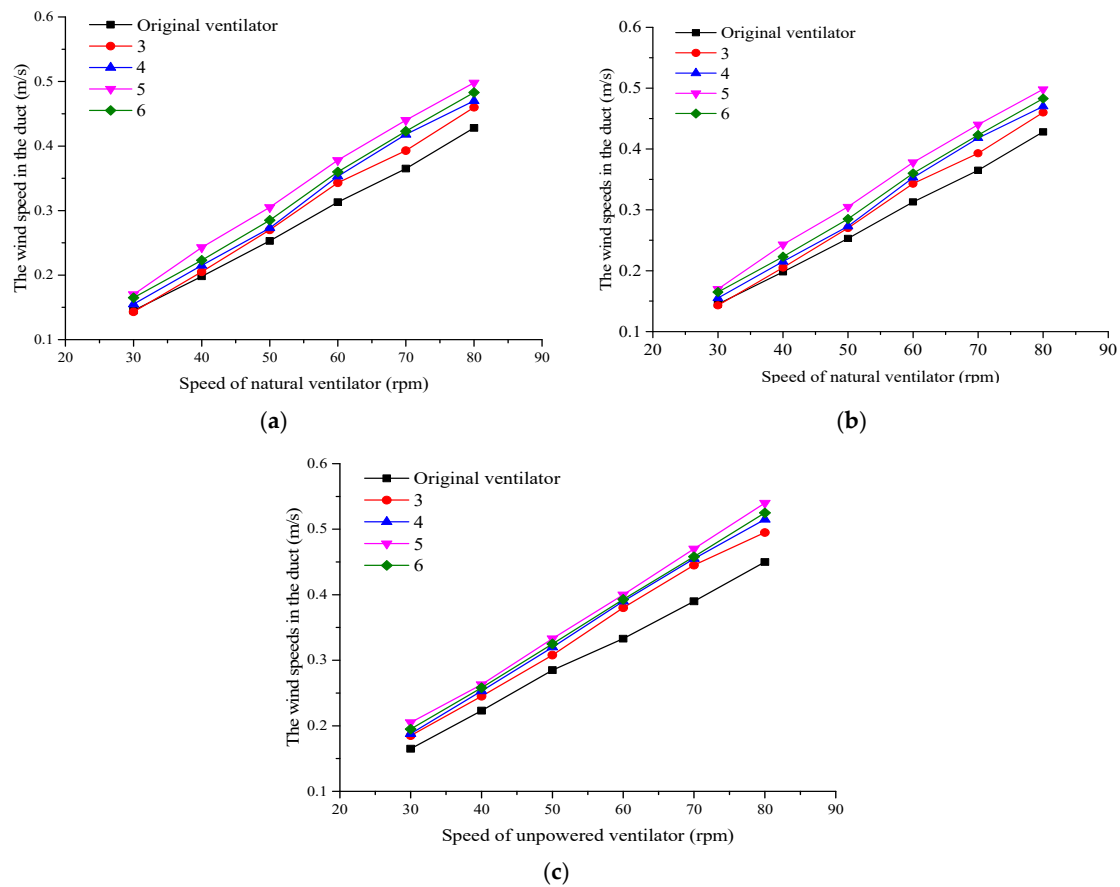 0.6
Original ventilator
3
4
5
6
0.5
0.4
0.3
0.2
0.1
The wind speed in the duct (m/s)
20 30 40 50 60 70 80 90
Speed of natural ventilator (rpm)
(a)
0.6
Original ventilator
3
4
5
6
0.5
0.4
0.3
0.2
0.1
The wind speeds in the duct (m/s)
20 30 40 50 60 70 80 90
Speed of natural ventilator (rpm)
(b)
0.6
Original ventilator
3
4
5
6
0.5
0.4
0.3
0.2
0.1
The wind speeds in the duct (m/s)
20 30 40 50 60 70 80 90
Speed of unpowered ventilator (rpm)
(c)